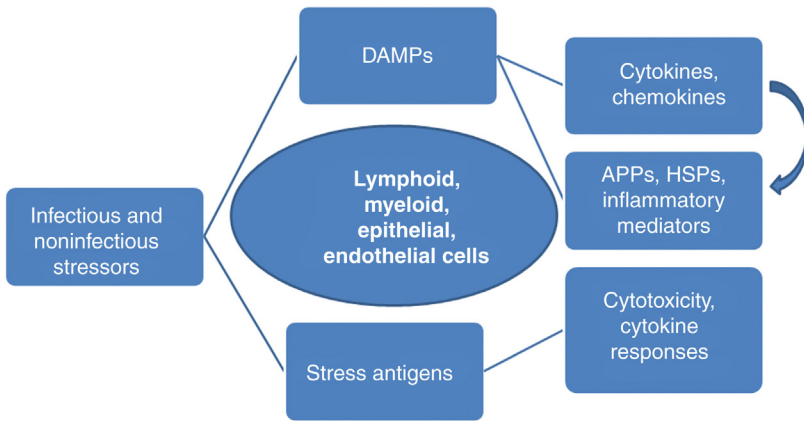 DAMPs
Cytokines,
chemokines
Lymphoid,
myeloid,
epithelial,
endothelial cells
APPs, HSPs,
inflammatory
mediators
Infectious and
noninfectious
stressors
Cytotoxicity,
cytokine
responses
Stress antigens